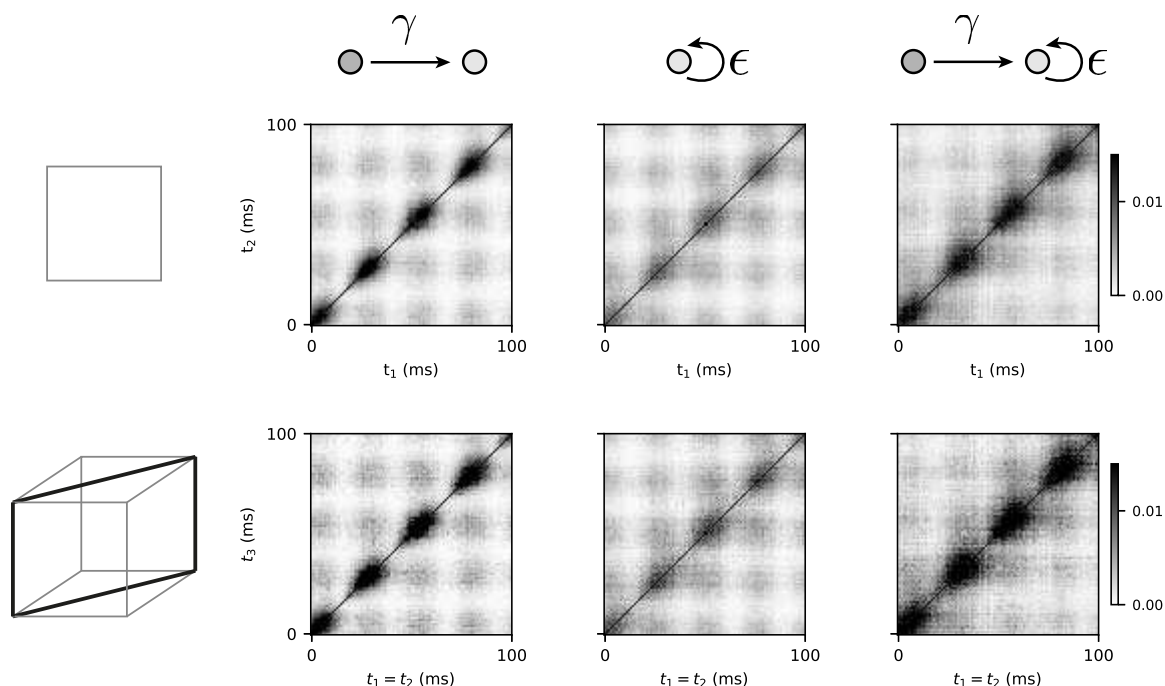 γ γ
ϵ ϵ
100
t₂ (ms)
0.01
0
0.00
0 100 0 100 0 100
t₁ (ms) t₁ (ms) t₁ (ms)
100
t₃ (ms)
0.01
0
0.00
0 100 0 100 0 100
t₁ = t₂ (ms) t₁ = t₂ (ms) t₁ = t₂ (ms)